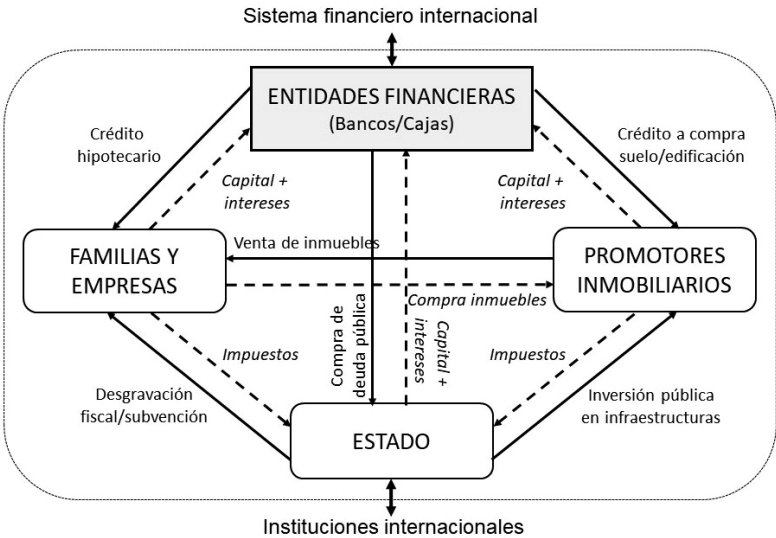 Sistema financiero internacional
ENTIDADES FINANCIERAS
(Bancos/Cajas)
Crédito
hipotecario
Crédito a compra
suelo/edificación
Capital +
intereses
Capital +
intereses
FAMILIAS Y
EMPRESAS
Venta de inmuebles
PROMOTORES
INMOBILIARIOS
Compra inmuebles
Compra de
deuda pública
Capital +
intereses
Impuestos
Impuestos
Desgravación
fiscal/subvención
Inversión pública
en infraestructuras
ESTADO
Instituciones internacionales